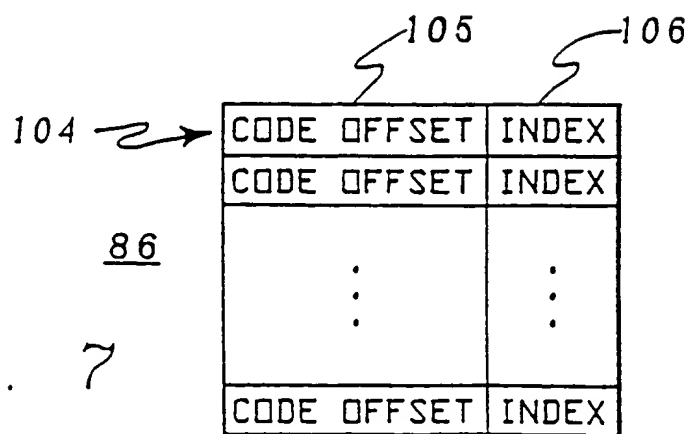 105 106
104 CODE OFFSET INDEX
CODE OFFSET INDEX
86
7
CODE OFFSET INDEX